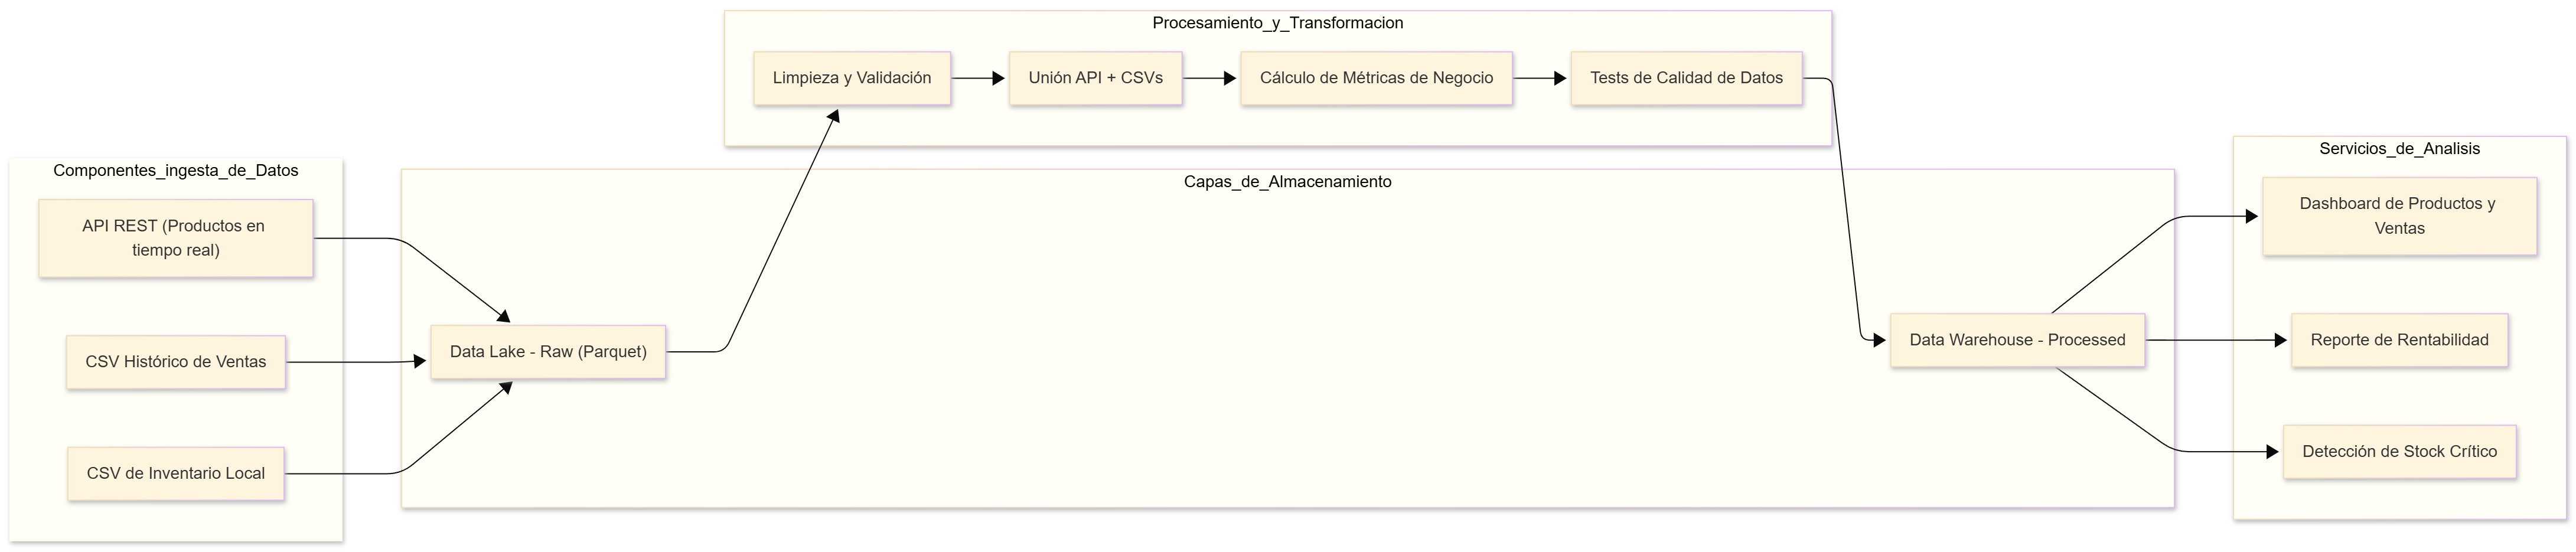 Procesamiento_y_Transformacion
Limpieza y Validación
Unión API + CSVs
Cálculo de Métricas de Negocio
Tests de Calidad de Datos
Componentes_ingesta_de_Datos
API REST (Productos en
tiempo real)
CSV Histórico de Ventas
CSV de Inventario Local
Capas_de_Almacenamiento
Data Lake - Raw (Parquet)
Data Warehouse - Processed
Servicios_de_Analisis
Dashboard de Productos y
Ventas
Reporte de Rentabilidad
Detección de Stock Crítico